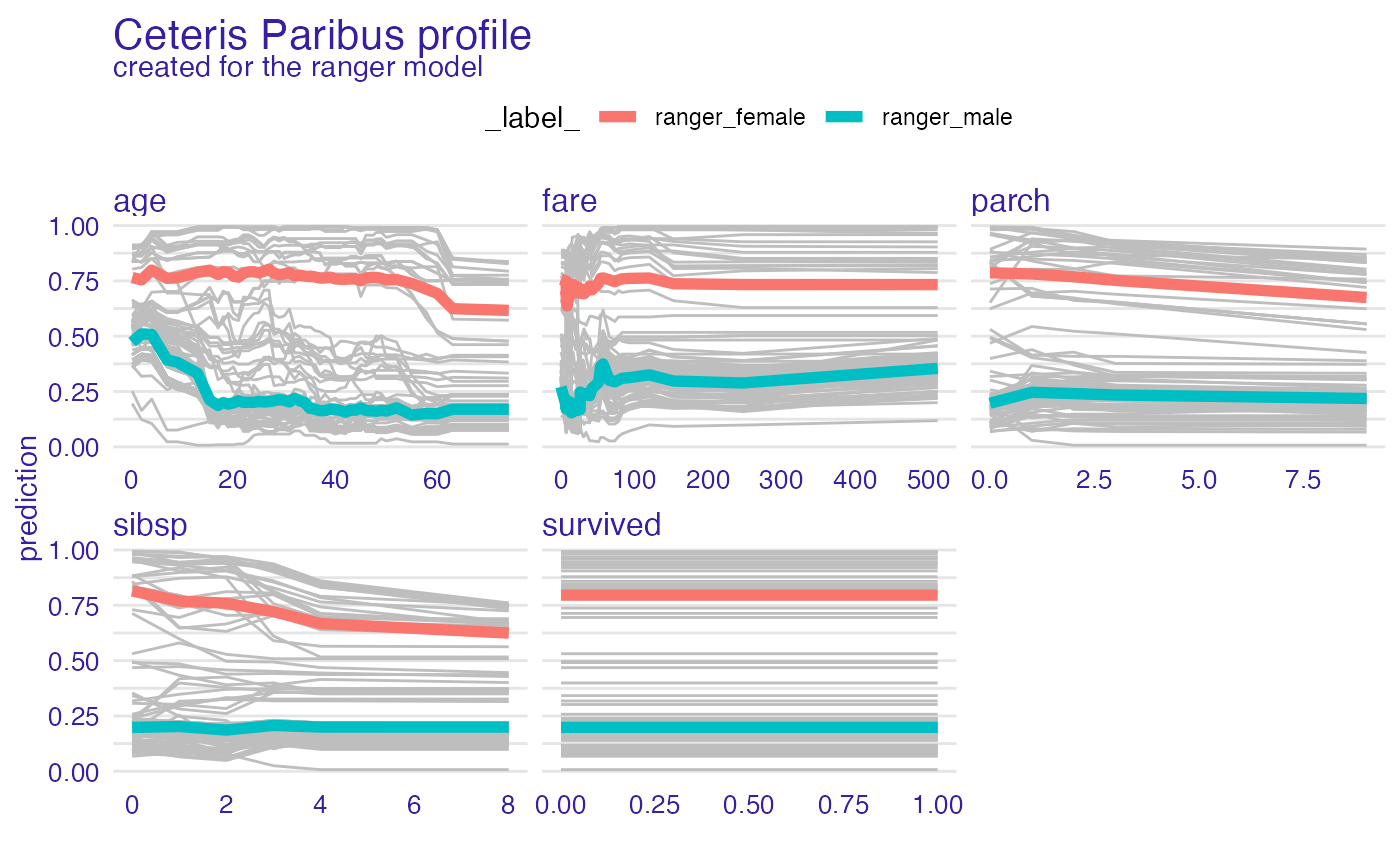 Ceteris Paribus profile
created for the ranger model
_label_ ranger_female ranger_male
age fare parch
1.00
0.75
0.50
0.25
0.00
0 20 40 60 0 100 200 300 400 500 0.0 2.5 5.0 7.5
prediction
sibsp survived
1.00
0.75
0.50
0.25
0.00
0 2 4 6 8 0.00 0.25 0.50 0.75 1.00